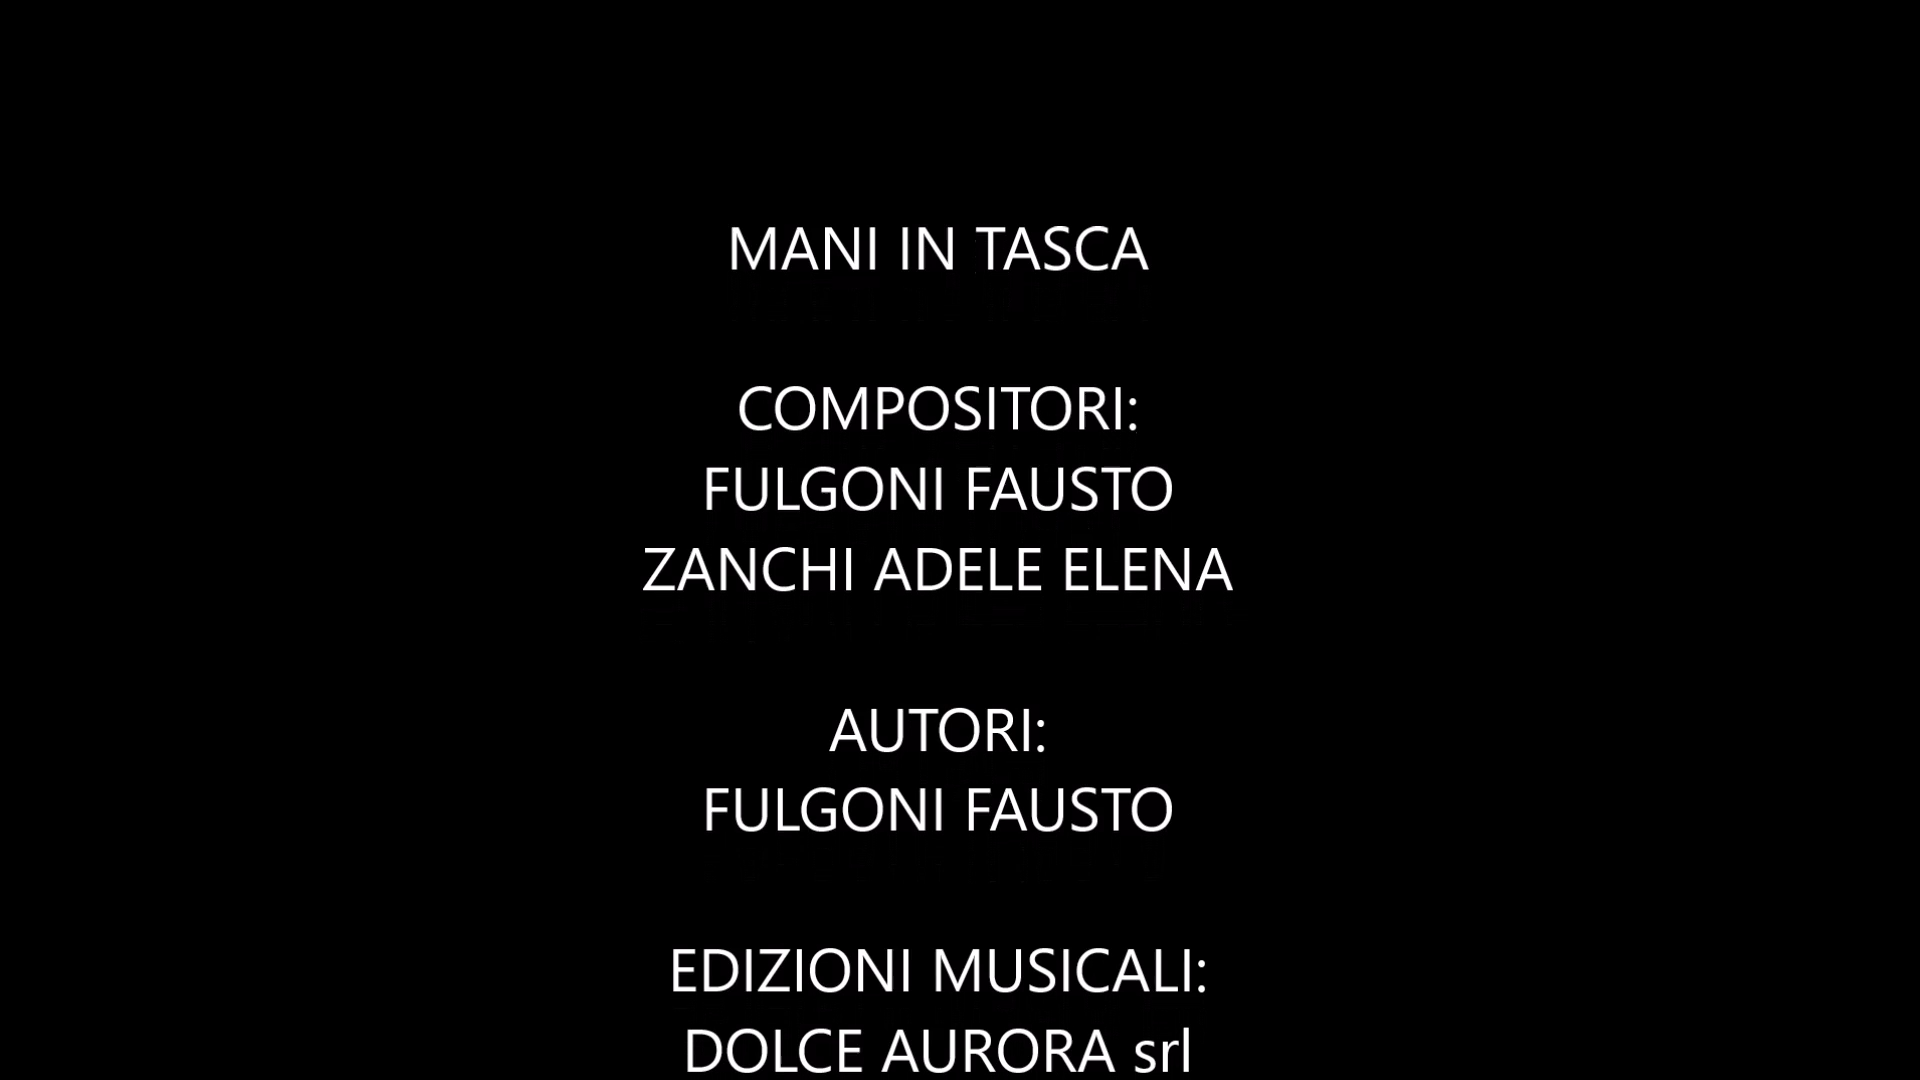 MANI IN TASCA
COMPOSITORI:
FULGONI FAUSTO
ZANCHI ADELE ELENA
AUTORI:
FULGONI FAUSTO
EDIZIONI MUSICALI:
DOLCE AURORA srl